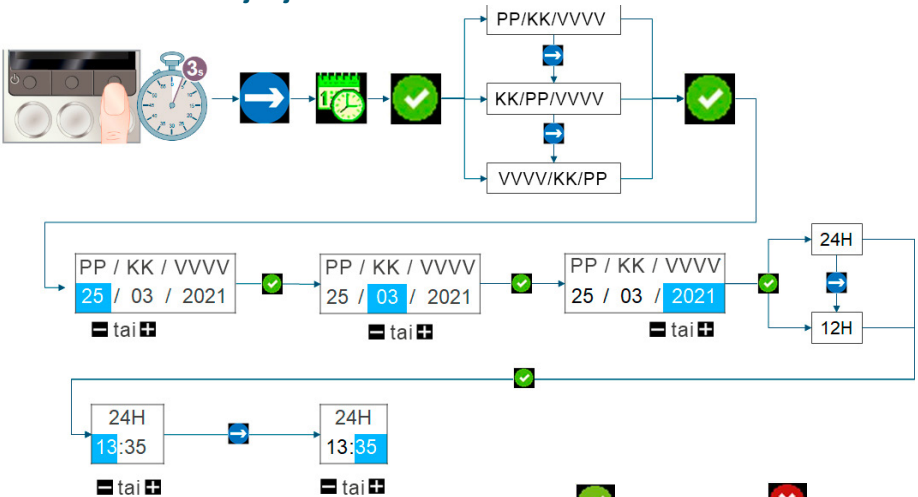 PP/KK/VVVV
3s
KK/PP/VVVV
VVVV/KK/PP
PP / KK / VVVV
25 / 03 / 2021
tai
PP / KK / VVVV
25 / 03 / 2021
tai
PP / KK / VVVV
25 / 03 / 2021
tai
24H
12H
24H
13:35
tai
24H
13:35
tai